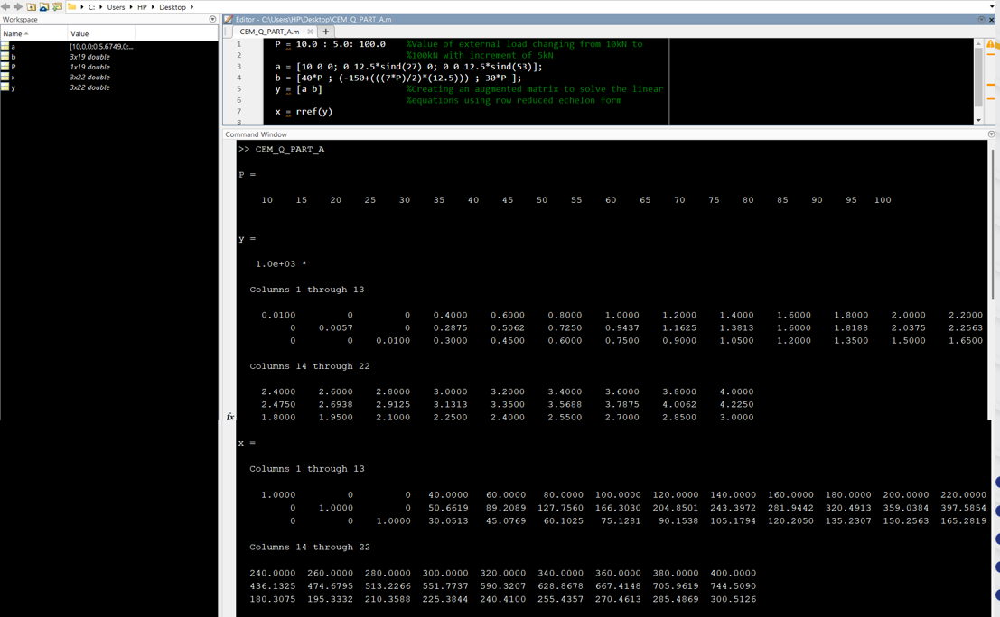 C: Users HP Desktop
Workspace
Name Value
a [10,0,0;0,5.6749,0;...
b 3x19 double
P 1x19 double
x 3x22 double
y 3x22 double
Editor - C:\Users\HP\Desktop\CEM_Q_PART_A.m
CEM_Q_PART_A.m × +
1 P = 10.0 : 5.0: 100.0 %Value of external load changing from 10kN to
2 %100kN with increment of 5kN
3 a = [10 0 0; 0 12.5*sind(27) 0; 0 0 12.5*sind(53)];
4 b = [40*P ; (-150+(((7*P)/2)*(12.5))) ; 30*P ];
5 y = [a b] %Creating an augmented matrix to solve the linear
6 %equations using row reduced echelon form
7 x = rref(y)
8
Command Window
>> CEM_Q_PART_A
P =
10 15 20 25 30 35 40 45 50 55 60 65 70 75 80 85 90 95 100
y =
1.0e+03 *
Columns 1 through 13
0.0100 0 0 0.4000 0.6000 0.8000 1.0000 1.2000 1.4000 1.6000 1.8000 2.0000 2.2000
0 0.0057 0 0.2875 0.5062 0.7250 0.9437 1.1625 1.3813 1.6000 1.8188 2.0375 2.2563
0 0 0.0100 0.3000 0.4500 0.6000 0.7500 0.9000 1.0500 1.2000 1.3500 1.5000 1.6500
Columns 14 through 22
2.4000 2.6000 2.8000 3.0000 3.2000 3.4000 3.6000 3.8000 4.0000
2.4750 2.6938 2.9125 3.1313 3.3500 3.5688 3.7875 4.0062 4.2250
1.8000 1.9500 2.1000 2.2500 2.4000 2.5500 2.7000 2.8500 3.0000
fx
x =
Columns 1 through 13
1.0000 0 0 40.0000 60.0000 80.0000 100.0000 120.0000 140.0000 160.0000 180.0000 200.0000 220.0000
0 1.0000 0 50.6619 89.2089 127.7560 166.3030 204.8501 243.3972 281.9442 320.4913 359.0384 397.5854
0 0 1.0000 30.0513 45.0769 60.1025 75.1281 90.1538 105.1794 120.2050 135.2307 150.2563 165.2819
Columns 14 through 22
240.0000 260.0000 280.0000 300.0000 320.0000 340.0000 360.0000 380.0000 400.0000
436.1325 474.6795 513.2266 551.7737 590.3207 628.8678 667.4148 705.9619 744.5090
180.3075 195.3332 210.3588 225.3844 240.4100 255.4357 270.4613 285.4869 300.5126